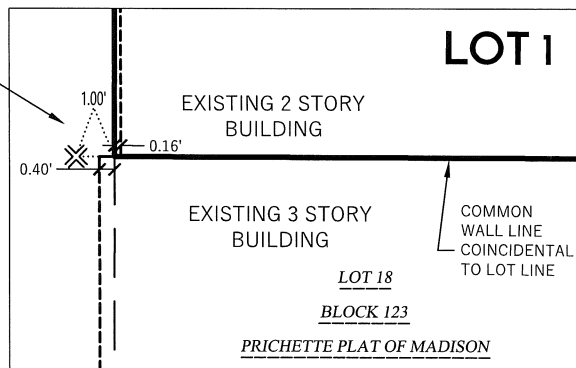 LOT 1
1.00'
EXISTING 2 STORY
BUILDING
0.16'
0.40'
EXISTING 3 STORY
BUILDING
COMMON
WALL LINE
COINCIDENTAL
TO LOT LINE
LOT 18
BLOCK 123
PRICHETTE PLAT OF MADISON